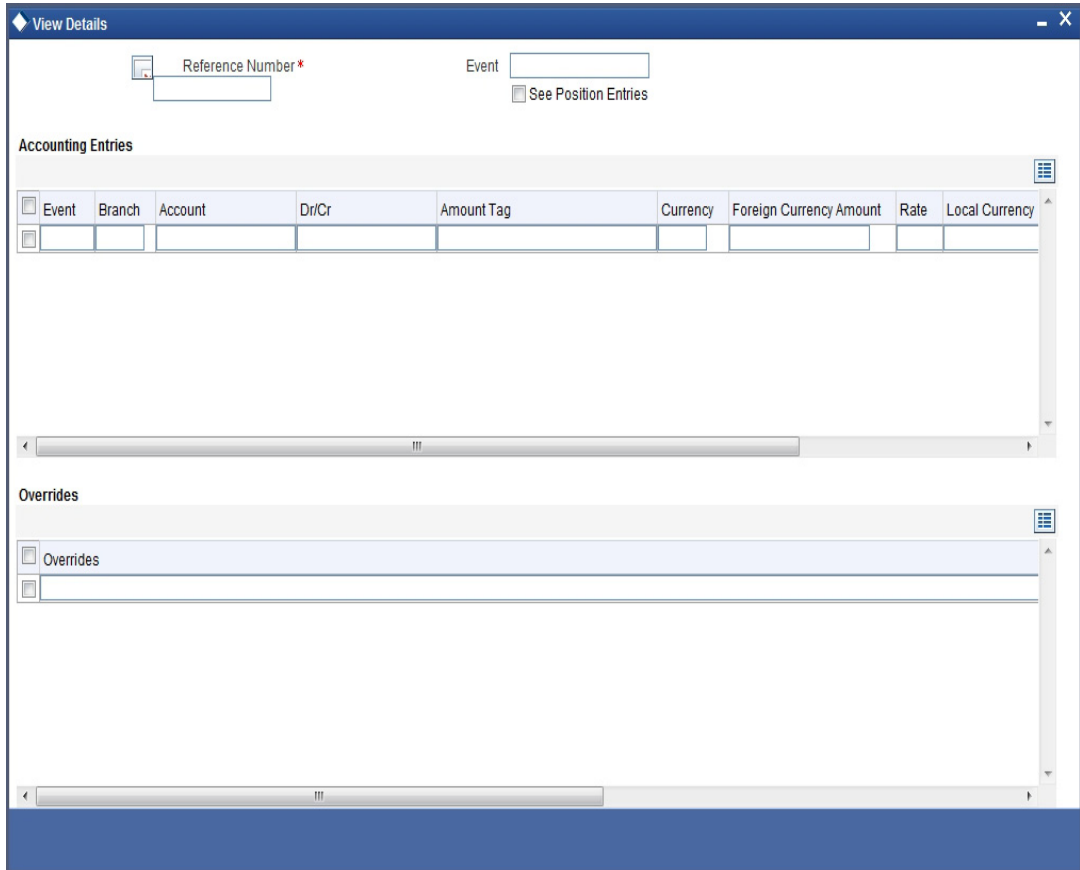 View Details
Reference Number * Event
See Position Entries
Accounting Entries
Event Branch Account Dr/Cr Amount Tag Currency Foreign Currency Amount Rate Local Currency
Overrides
Overrides